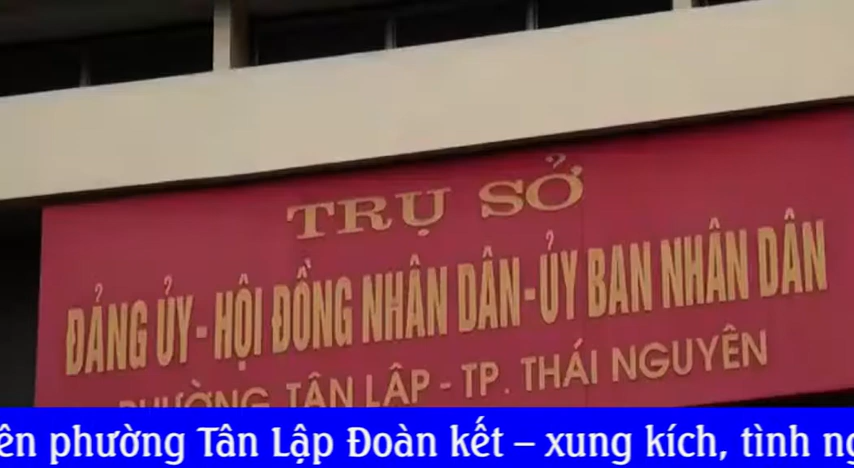 TRỤ SỞ
ĐẢNG ỦY - HỘI ĐỒNG NHÂN DÂN - ỦY BAN NHÂN DÂN
PHƯỜNG TÂN LẬP - TP. THÁI NGUYÊN
phường Tân Lập Đoàn kết – xung kích, tình